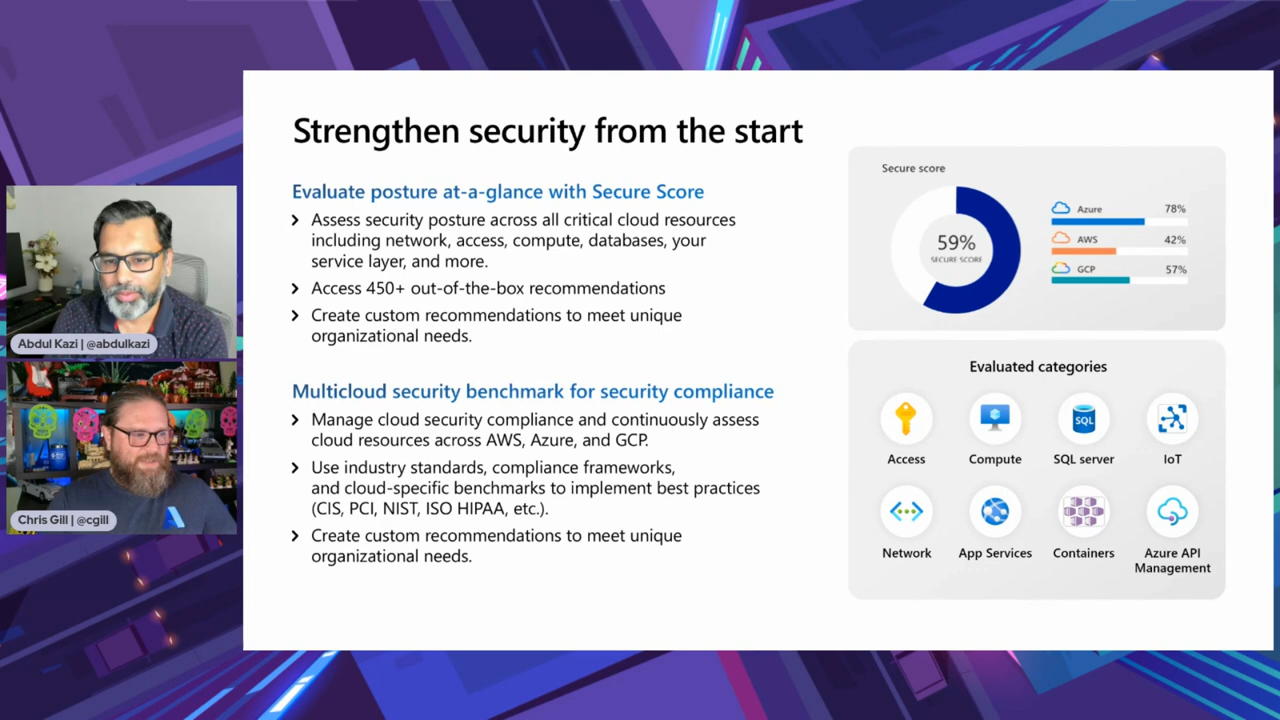 Strengthen security from the start
Evaluate posture at-a-glance with Secure Score
Assess security posture across all critical cloud resources
including network, access, compute, databases, your
service layer, and more.
Access 450+ out-of-the-box recommendations
Create custom recommendations to meet unique
organizational needs.
Multicloud security benchmark for security compliance
Manage cloud security compliance and continuously assess
cloud resources across AWS, Azure, and GCP.
Use industry standards, compliance frameworks,
and cloud-specific benchmarks to implement best practices
(CIS, PCI, NIST, ISO HIPAA, etc.).
Create custom recommendations to meet unique
organizational needs.
Secure score
59%
SECURE SCORE
Azure 78%
AWS 42%
GCP 57%
Evaluated categories
Access
Compute
SQL
SQL server
IoT
Network
App Services
Containers
Azure API
Management
Abdul Kazi | @abdulkazi
Chris Gill | @cgill